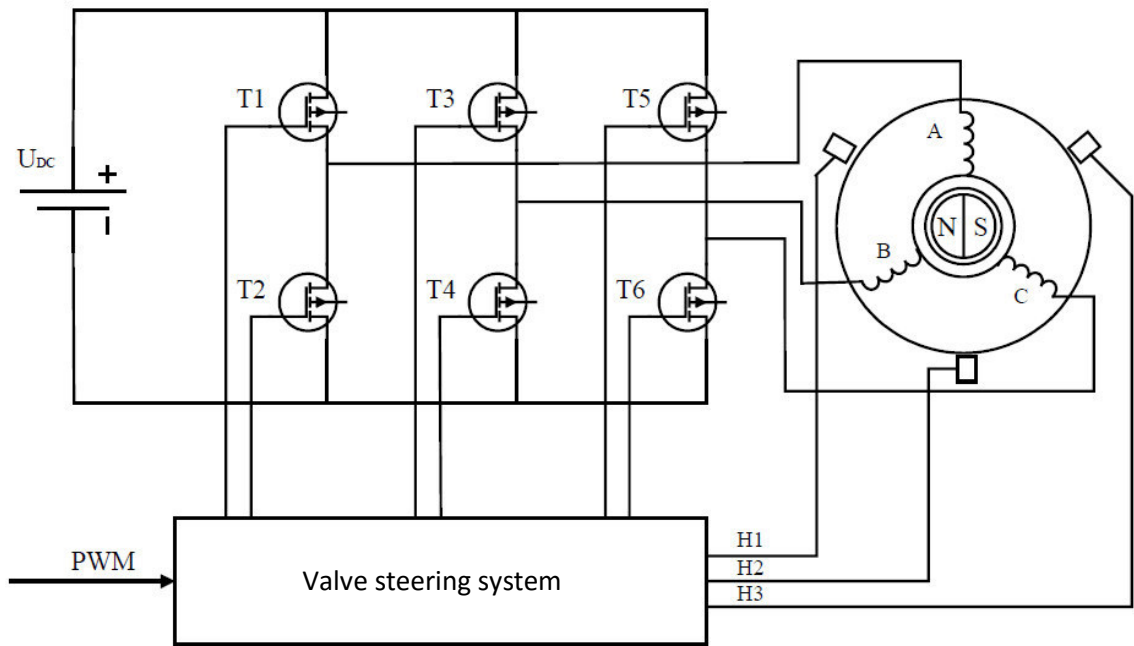 T1
T3
T5
A
UDC
+
N S
B
T2
T4
T6
C
H1
PWM
H2
Valve steering system
H3